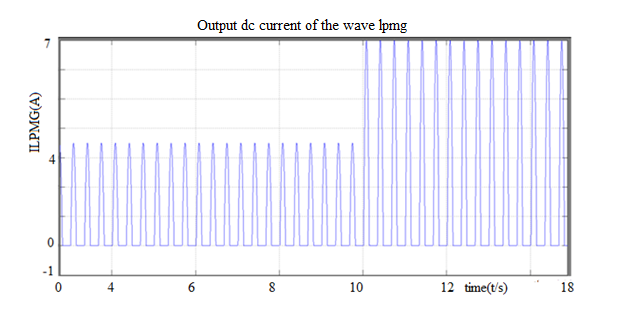 Output dc current of the wave lpmg
7
ILPMG(A)
4
0
-1
0 4 6 8 10 12 time(t/s) 18